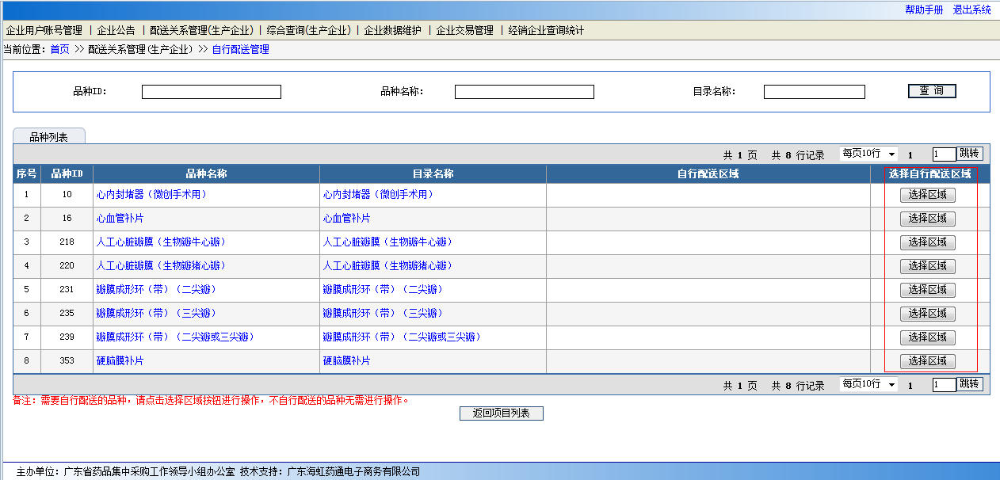 帮助手册 退出系统
企业用户账号管理 | 企业公告 | 配送关系管理(生产企业) | 综合查询(生产企业) | 企业数据维护 | 企业交易管理 | 经销企业查询统计
当前位置：首页 >> 配送关系管理(生产企业) >> 自行配送管理
品种ID： 品种名称： 目录名称： 查 询
品种列表
共 1 页 共 8 行记录 每页10行 1 1 跳转
序号 品种ID 品种名称 目录名称 自行配送区域 选择自行配送区域
1 10 心内封堵器（微创手术用） 心内封堵器（微创手术用） 选择区域
2 16 心血管补片 心血管补片 选择区域
3 218 人工心脏瓣膜（生物瓣牛心瓣） 人工心脏瓣膜（生物瓣牛心瓣） 选择区域
4 220 人工心脏瓣膜（生物瓣猪心瓣） 人工心脏瓣膜（生物瓣猪心瓣） 选择区域
5 231 瓣膜成形环（带）（二尖瓣） 瓣膜成形环（带）（二尖瓣） 选择区域
6 235 瓣膜成形环（带）（三尖瓣） 瓣膜成形环（带）（三尖瓣） 选择区域
7 239 瓣膜成形环（带）（二尖瓣或三尖瓣） 瓣膜成形环（带）（二尖瓣或三尖瓣） 选择区域
8 353 硬脑膜补片 硬脑膜补片 选择区域
共 1 页 共 8 行记录 每页10行 1 1 跳转
备注：需要自行配送的品种，请点击选择区域按钮进行操作，不自行配送的品种无需进行操作。
返回项目列表
主办单位：广东省药品集中采购工作领导小组办公室 技术支持：广东海虹药通电子商务有限公司